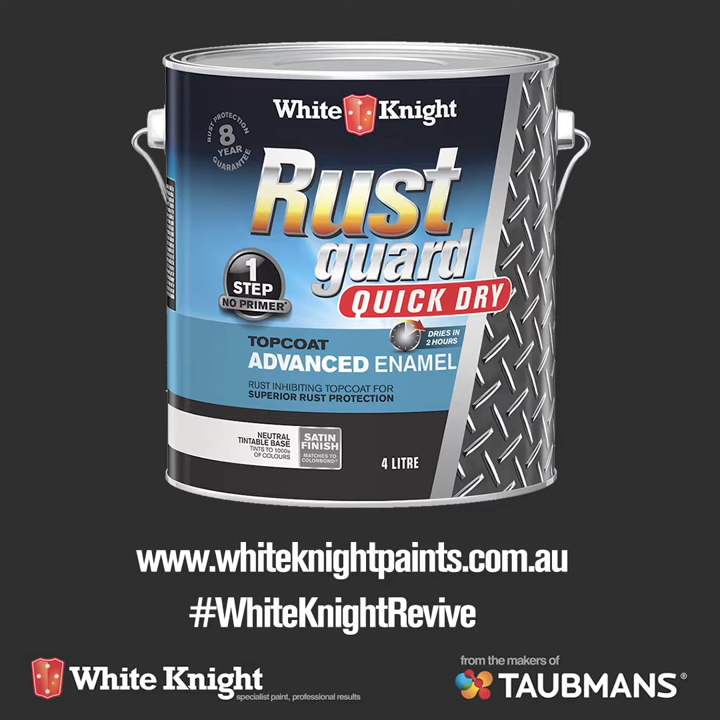 White Knight
RUST PROTECTION
8
YEAR
GUARANTEE
Rust
guard
QUICK DRY
1
STEP
NO PRIMER*
DRIES IN
2 HOURS
TOPCOAT
ADVANCED ENAMEL
RUST INHIBITING TOPCOAT FOR
SUPERIOR RUST PROTECTION
NEUTRAL
TINTABLE BASE
TINTS TO 1000s
OF COLOURS
SATIN
FINISH
MATCHES TO
COLORBOND®
4 LITRE
www.whiteknightpaints.com.au
#WhiteKnightRevive
White Knight
specialist paint, professional results
from the makers of
TAUBMANS®